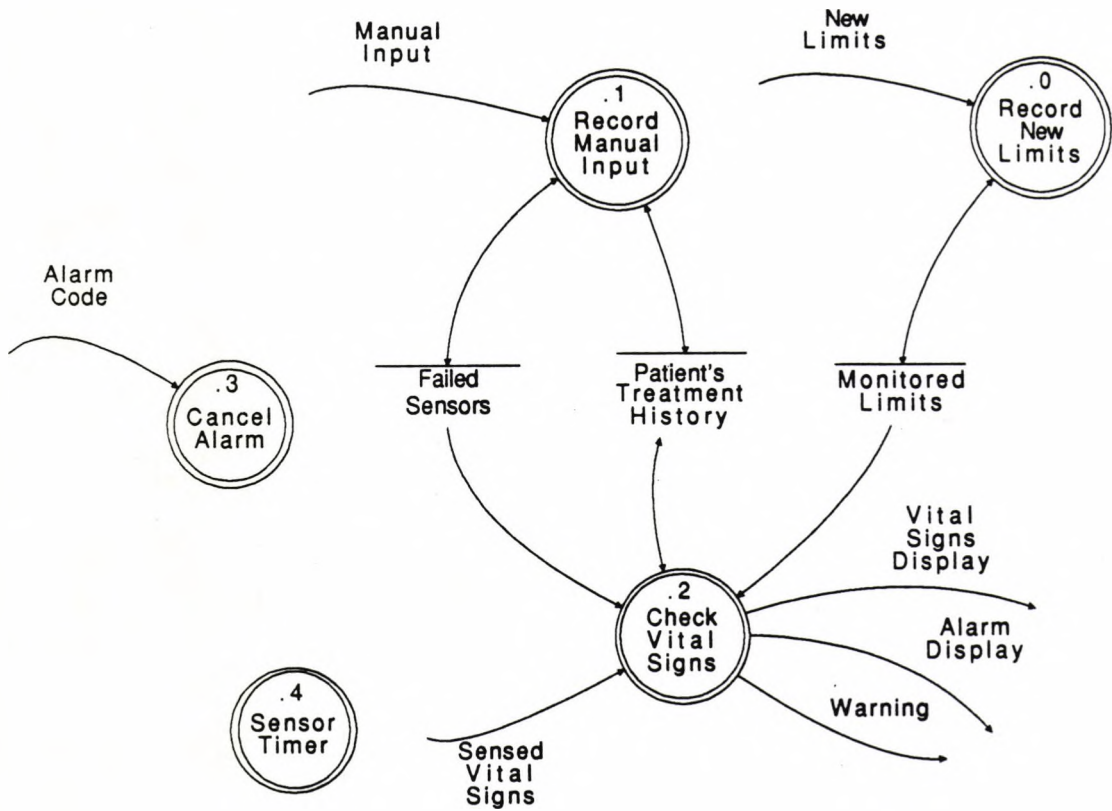 Manual
Input
New
Limits
.1
Record
Manual
Input
.0
Record
New
Limits
Alarm
Code
.3
Cancel
Alarm
Failed
Sensors
Patient's
Treatment
History
Monitored
Limits
Vital
Signs
Display
.2
Check
Vital
Signs
Alarm
Display
Warning
.4
Sensor
Timer
Sensed
Vital
Signs